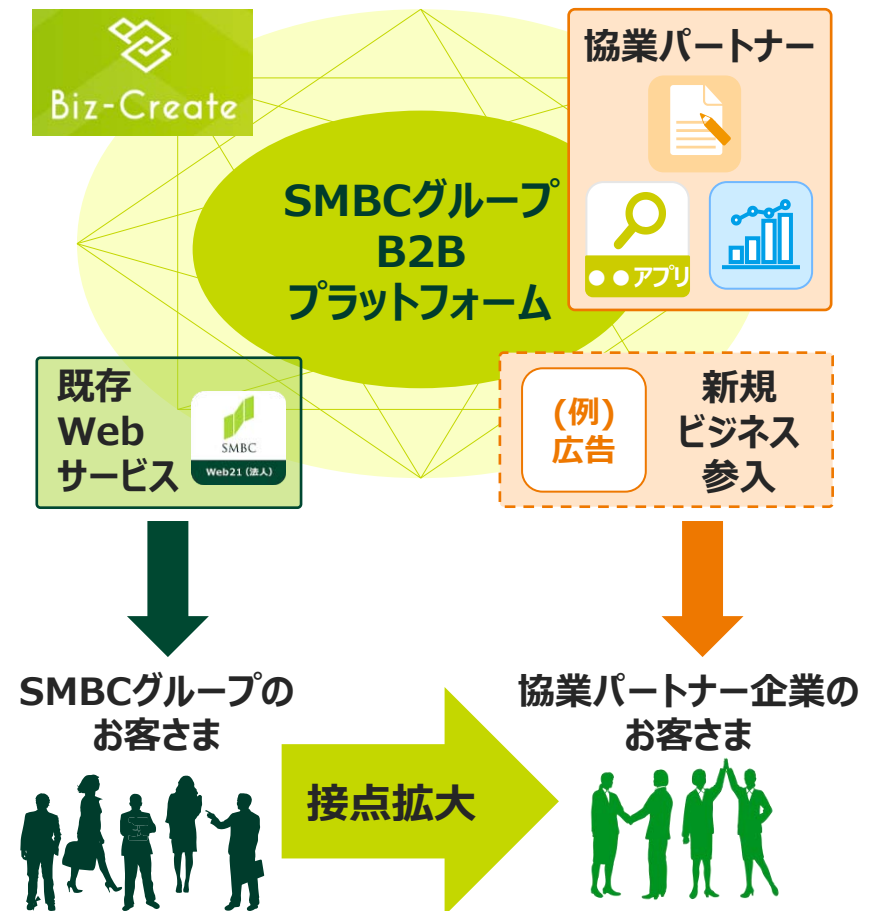 Biz-Create
協業パートナー
●●アプリ
SMBCグループ
B2B
プラットフォーム
既存
Web
サービス
SMBC
Web21（法人）
(例)
広告
新規
ビジネス
参入
SMBCグループの
お客さま
接点拡大
協業パートナー企業の
お客さま